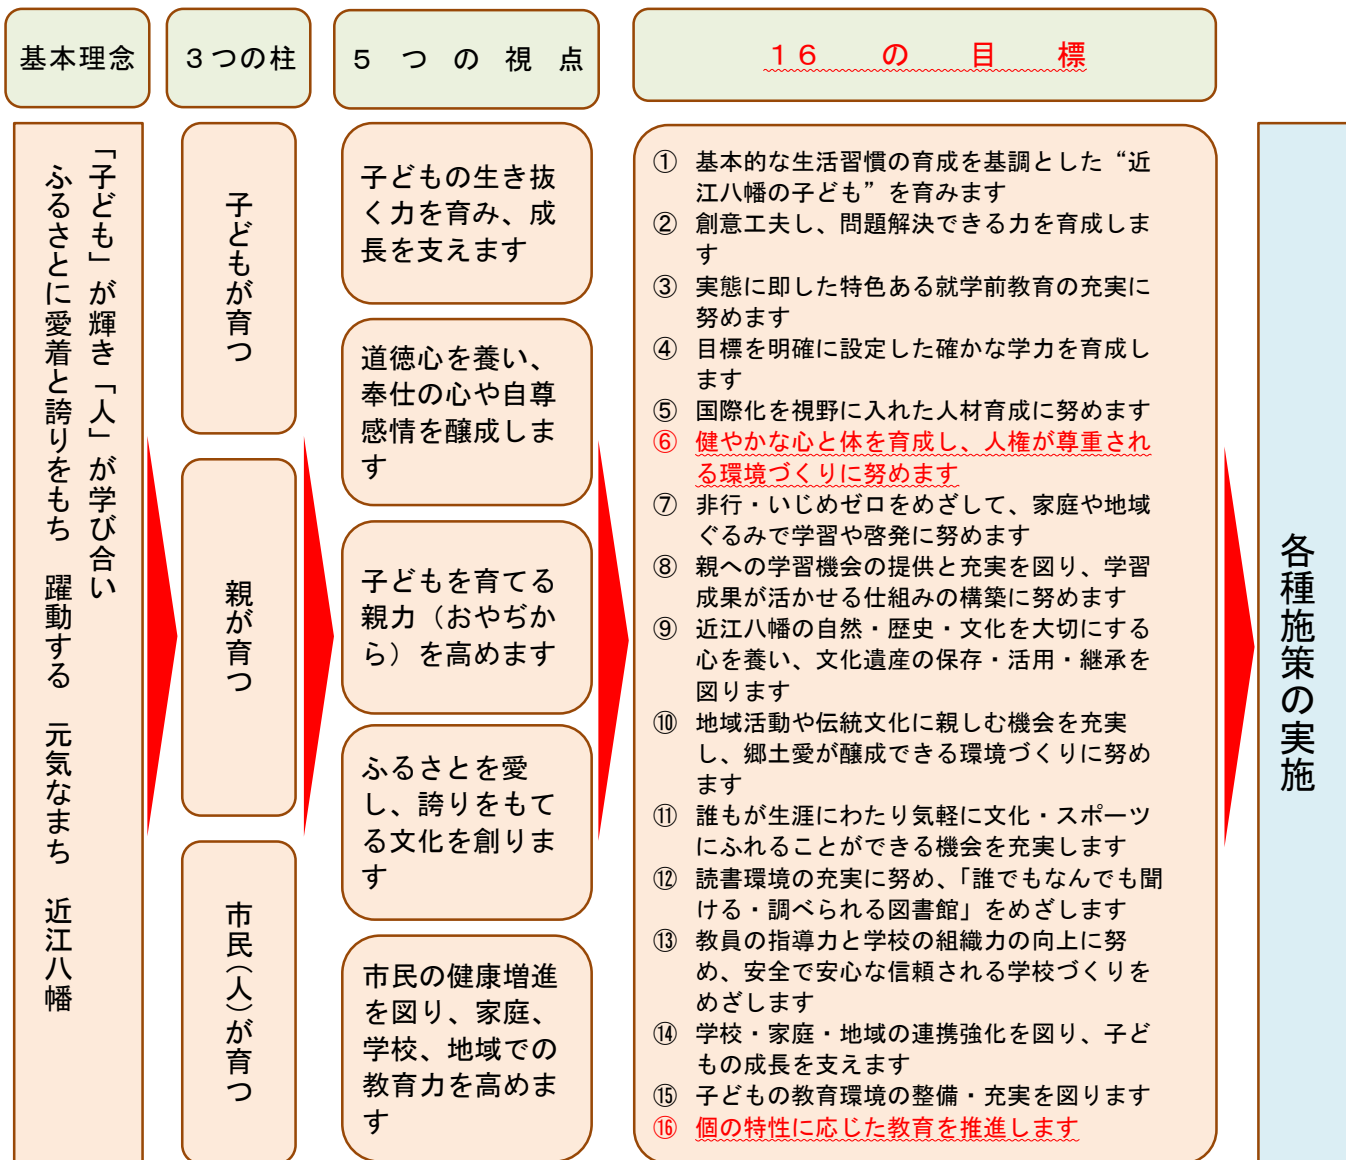 基本理念
３つの柱
５つの視点
１６の目標
「子ども」が輝き「人」が学び合い
ふるさとに愛着と誇りをもち　躍動する　元気なまち　近江八幡
子どもが育つ
親が育つ
市民（人）が育つ
子どもの生き抜
く力を育み、成
長を支えます
道徳心を養い、
奉仕の心や自尊
感情を醸成しま
す
子どもを育てる
親力（おやぢか
ら）を高めます
ふるさとを愛
し、誇りをもて
る文化を創りま
す
市民の健康増進
を図り、家庭、
学校、地域での
教育力を高めま
す
① 基本的な生活習慣の育成を基調とした“近
江八幡の子ども”を育みます
② 創意工夫し、問題解決できる力を育成しま
す
③ 実態に即した特色ある就学前教育の充実に
努めます
④ 目標を明確に設定した確かな学力を育成し
ます
⑤ 国際化を視野に入れた人材育成に努めます
⑥ 健やかな心と体を育成し、人権が尊重され
る環境づくりに努めます
⑦ 非行・いじめゼロをめざして、家庭や地域
ぐるみで学習や啓発に努めます
⑧ 親への学習機会の提供と充実を図り、学習
成果が活かせる仕組みの構築に努めます
⑨ 近江八幡の自然・歴史・文化を大切にする
心を養い、文化遺産の保存・活用・継承を
図ります
⑩ 地域活動や伝統文化に親しむ機会を充実
し、郷土愛が醸成できる環境づくりに努め
ます
⑪ 誰もが生涯にわたり気軽に文化・スポーツ
にふれることができる機会を充実します
⑫ 読書環境の充実に努め、「誰でもなんでも聞
ける・調べられる図書館」をめざします
⑬ 教員の指導力と学校の組織力の向上に努
め、安全で安心な信頼される学校づくりを
めざします
⑭ 学校・家庭・地域の連携強化を図り、子ど
もの成長を支えます
⑮ 子どもの教育環境の整備・充実を図ります
⑯ 個の特性に応じた教育を推進します
各種施策の実施